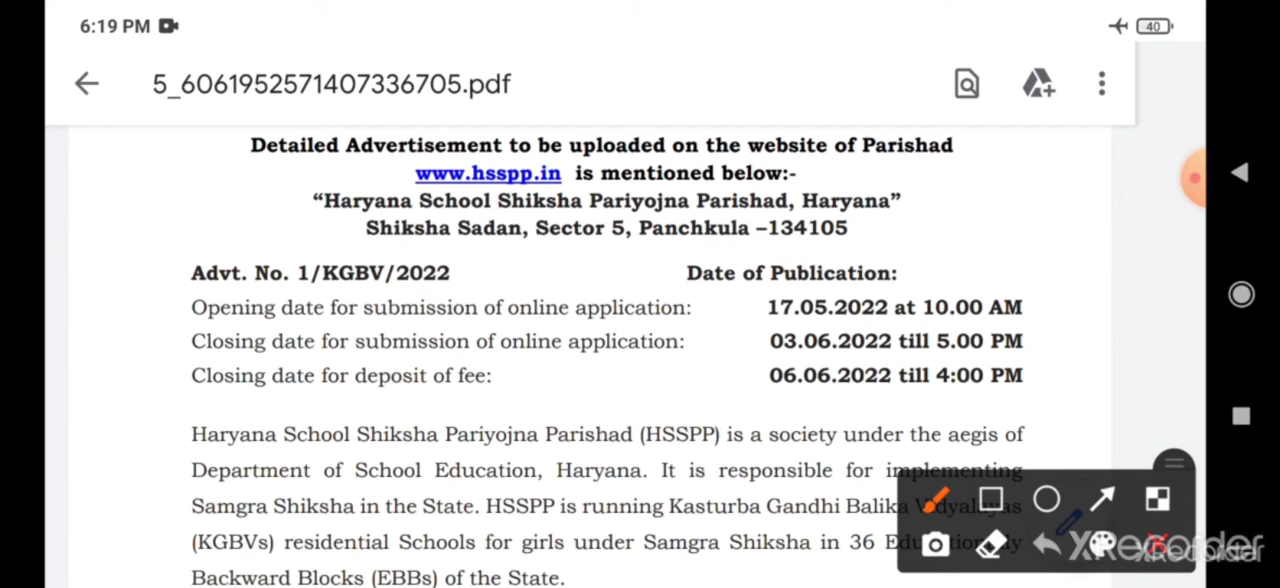 6:19 PM 40
5_6061952571407336705.pdf
Detailed Advertisement to be uploaded on the website of Parishad
www.hsspp.in is mentioned below:-
“Haryana School Shiksha Pariyojna Parishad, Haryana”
Shiksha Sadan, Sector 5, Panchkula –134105
Advt. No. 1/KGBV/2022 Date of Publication:
Opening date for submission of online application: 17.05.2022 at 10.00 AM
Closing date for submission of online application: 03.06.2022 till 5.00 PM
Closing date for deposit of fee: 06.06.2022 till 4:00 PM
Haryana School Shiksha Pariyojna Parishad (HSSPP) is a society under the aegis of
Department of School Education, Haryana. It is responsible for implementing
Samgra Shiksha in the State. HSSPP is running Kasturba Gandhi Balika Vidyalayas
(KGBVs) residential Schools for girls under Samgra Shiksha in 36 Educationally
Backward Blocks (EBBs) of the State.
XRecorder